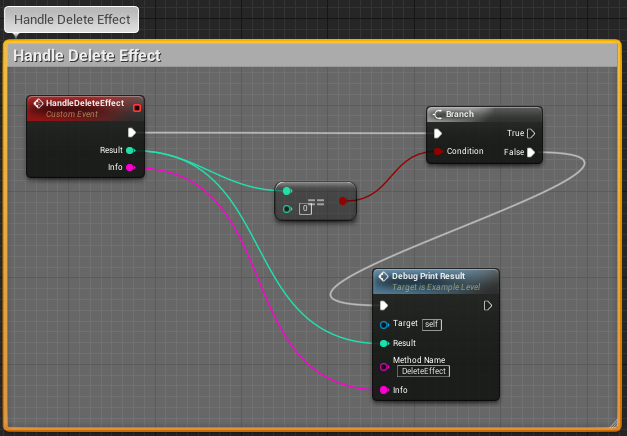 Handle Delete Effect
Handle Delete Effect
HandleDeleteEffect
Custom Event
Result
Info
Branch
True
Condition
False
==
0
Debug Print Result
Target is Example Level
Target self
Result
Method Name
DeleteEffect
Info